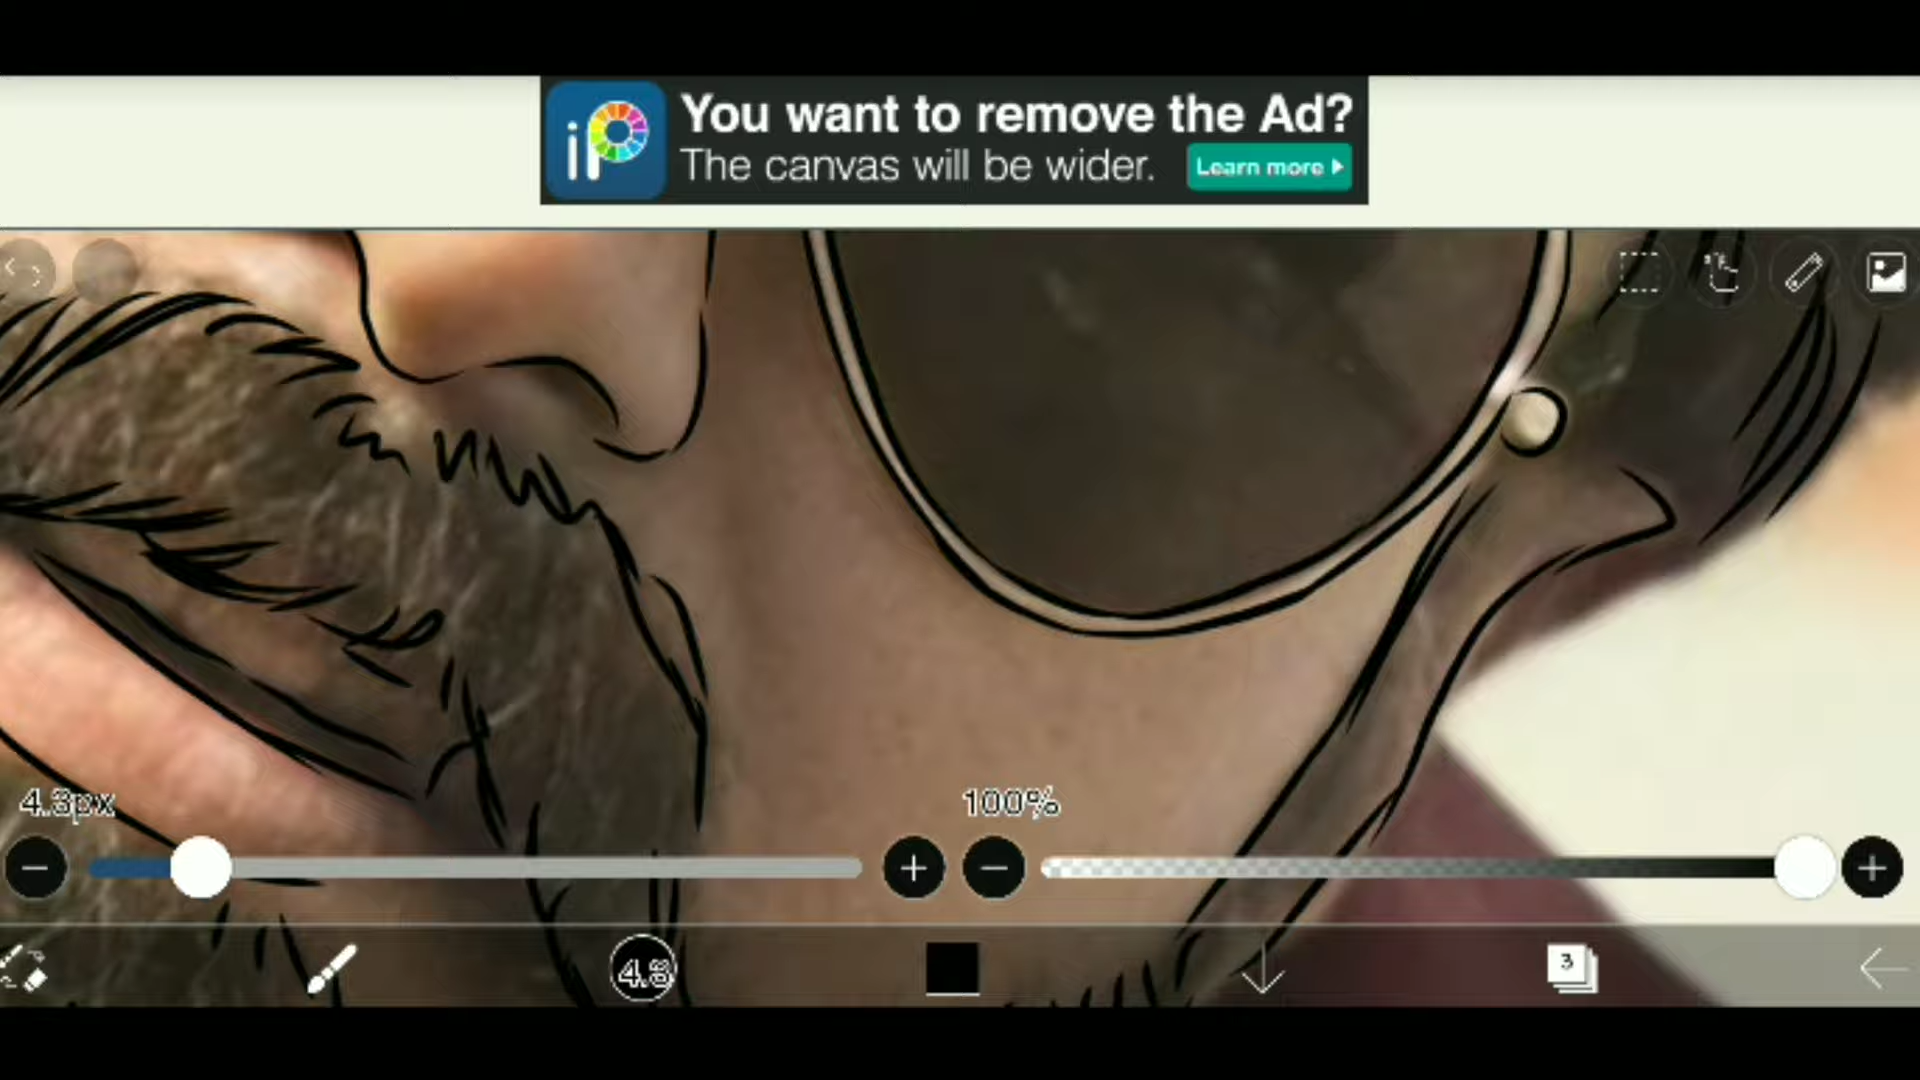 iP
You want to remove the Ad?
The canvas will be wider.
Learn more
4.3px
100%
4.3
3